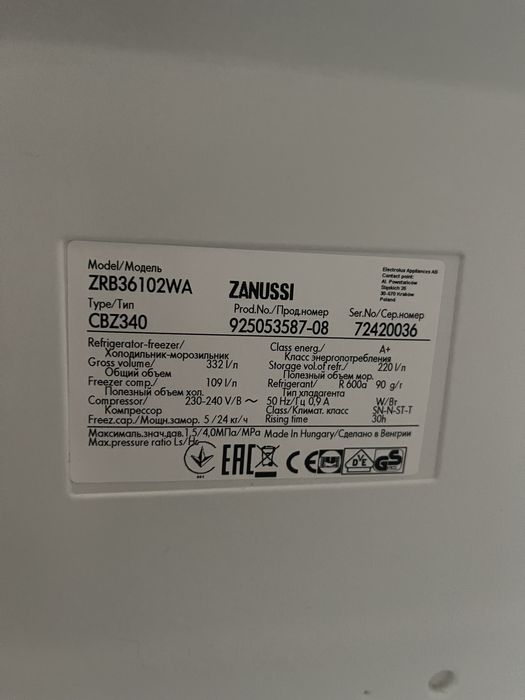 Model/Модель
ZRB36102WA
ZANUSSI
Electrolux Appliances AB
Contact point:
Al. Powstańców
Śląskich 26
30-570 Kraków
Poland
Type/Тип
CBZ340
Prod.No./Прод.номер
925053587-08
Ser.No/Сер.номер
72420036
Refrigerator-freezer/
Холодильник-морозильник
Class energ./ A+
Класс энергопотребления
Gross volume/ 332 l/л
Общий объем
Storage vol.of refr./ 220 l/л
Полезный объем мор.
Freezer comp./ 109 l/л
Полезный объем хол.
Refrigerant/ R 600a 90 g/г
Тип хладагента
Compressor/ 230-240 V/В ~ 50 Hz/Гц 0,9 A W/Вт
Компрессор
Class/Климат. класс SN-N-ST-T
Freez.cap./Мощн.замор. 5 /24 кг/ч
Rising time 30h
Максимальн.знач.дав.1,5/4,0МПа/MPa Made in Hungary/Сделано в Венгрии
Max.pressure ratio Ls/Hs
EAC CE DVE GS